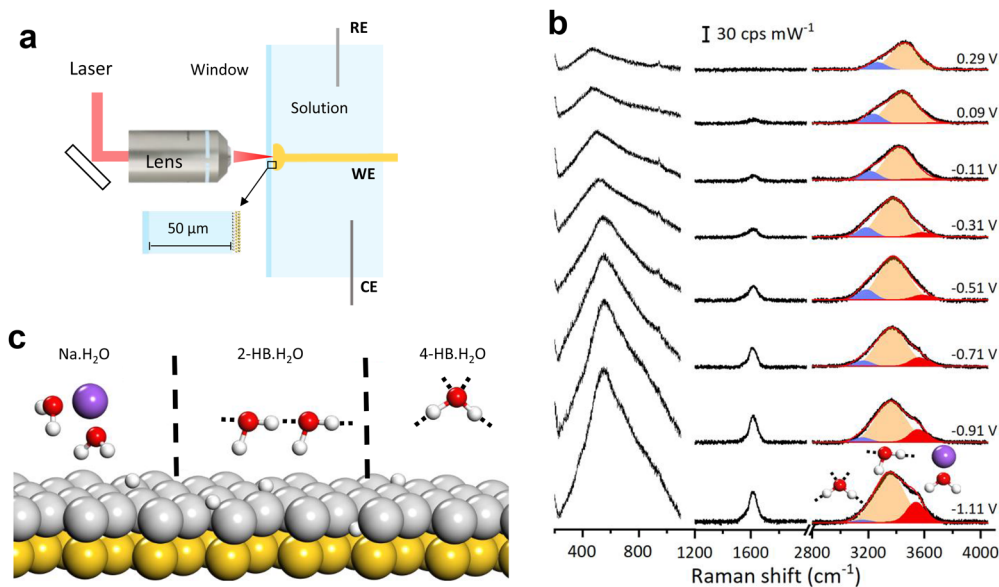 a
RE
Laser
Window
Solution
Lens
WE
50 μm
CE
b
30 cps mW⁻¹
0.29 V
0.09 V
-0.11 V
-0.31 V
-0.51 V
-0.71 V
-0.91 V
-1.11 V
400 800 1200 1600 2800 3200 3600 4000
Raman shift (cm⁻¹)
c
Na.H₂O
2-HB.H₂O
4-HB.H₂O